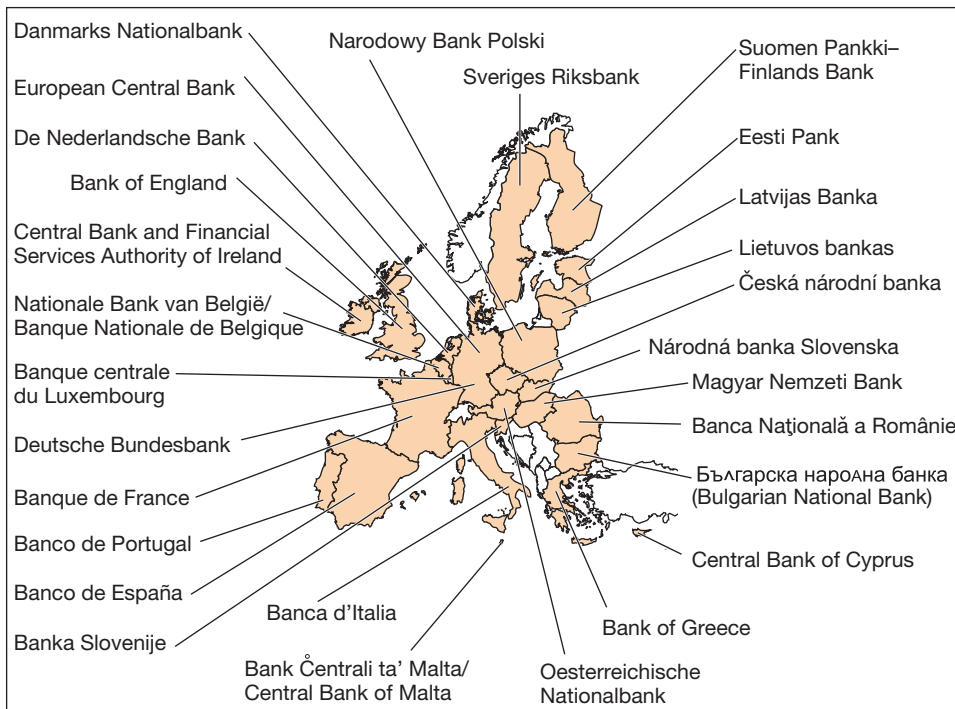 Danmarks Nationalbank
European Central Bank
De Nederlandsche Bank
Bank of England
Central Bank and Financial
Services Authority of Ireland
Nationale Bank van België/
Banque Nationale de Belgique
Banque centrale
du Luxembourg
Deutsche Bundesbank
Banque de France
Banco de Portugal
Banco de España
Banka Slovenije
Narodowy Bank Polski
Sveriges Riksbank
Suomen Pankki–
Finlands Bank
Eesti Pank
Latvijas Banka
Lietuvos bankas
Česká národní banka
Národná banka Slovenska
Magyar Nemzeti Bank
Banca Naţională a României
Българска народна банка
(Bulgarian National Bank)
Central Bank of Cyprus
Bank of Greece
Oesterreichische
Nationalbank
Banca d’Italia
Bank C̊entrali ta’ Malta/
Central Bank of Malta